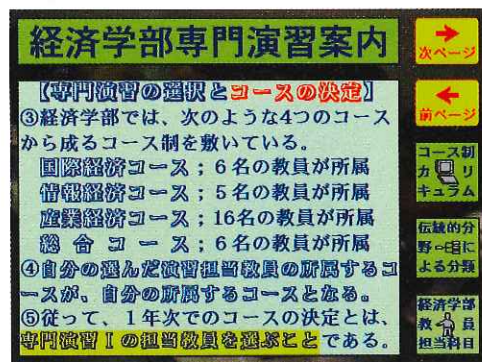 経済学部専門演習案内
【専門演習の選択とコースの決定】
③経済学部では、次のような4つのコース
から成るコース制を敷いている。
国際経済コース；6名の教員が所属
情報経済コース；5名の教員が所属
産業経済コース；16名の教員が所属
総合コース；6名の教員が所属
④自分の選んだ演習担当教員の所属するコ
ースが、自分の所属するコースとなる。
⑤従って、1年次でのコースの決定とは、
専門演習Ⅰの担当教員を選ぶことである。
次ページ
前ページ
コース制
カリ
キュラム
伝統的分
野に
よる分類
経済学部
教員
担当科目